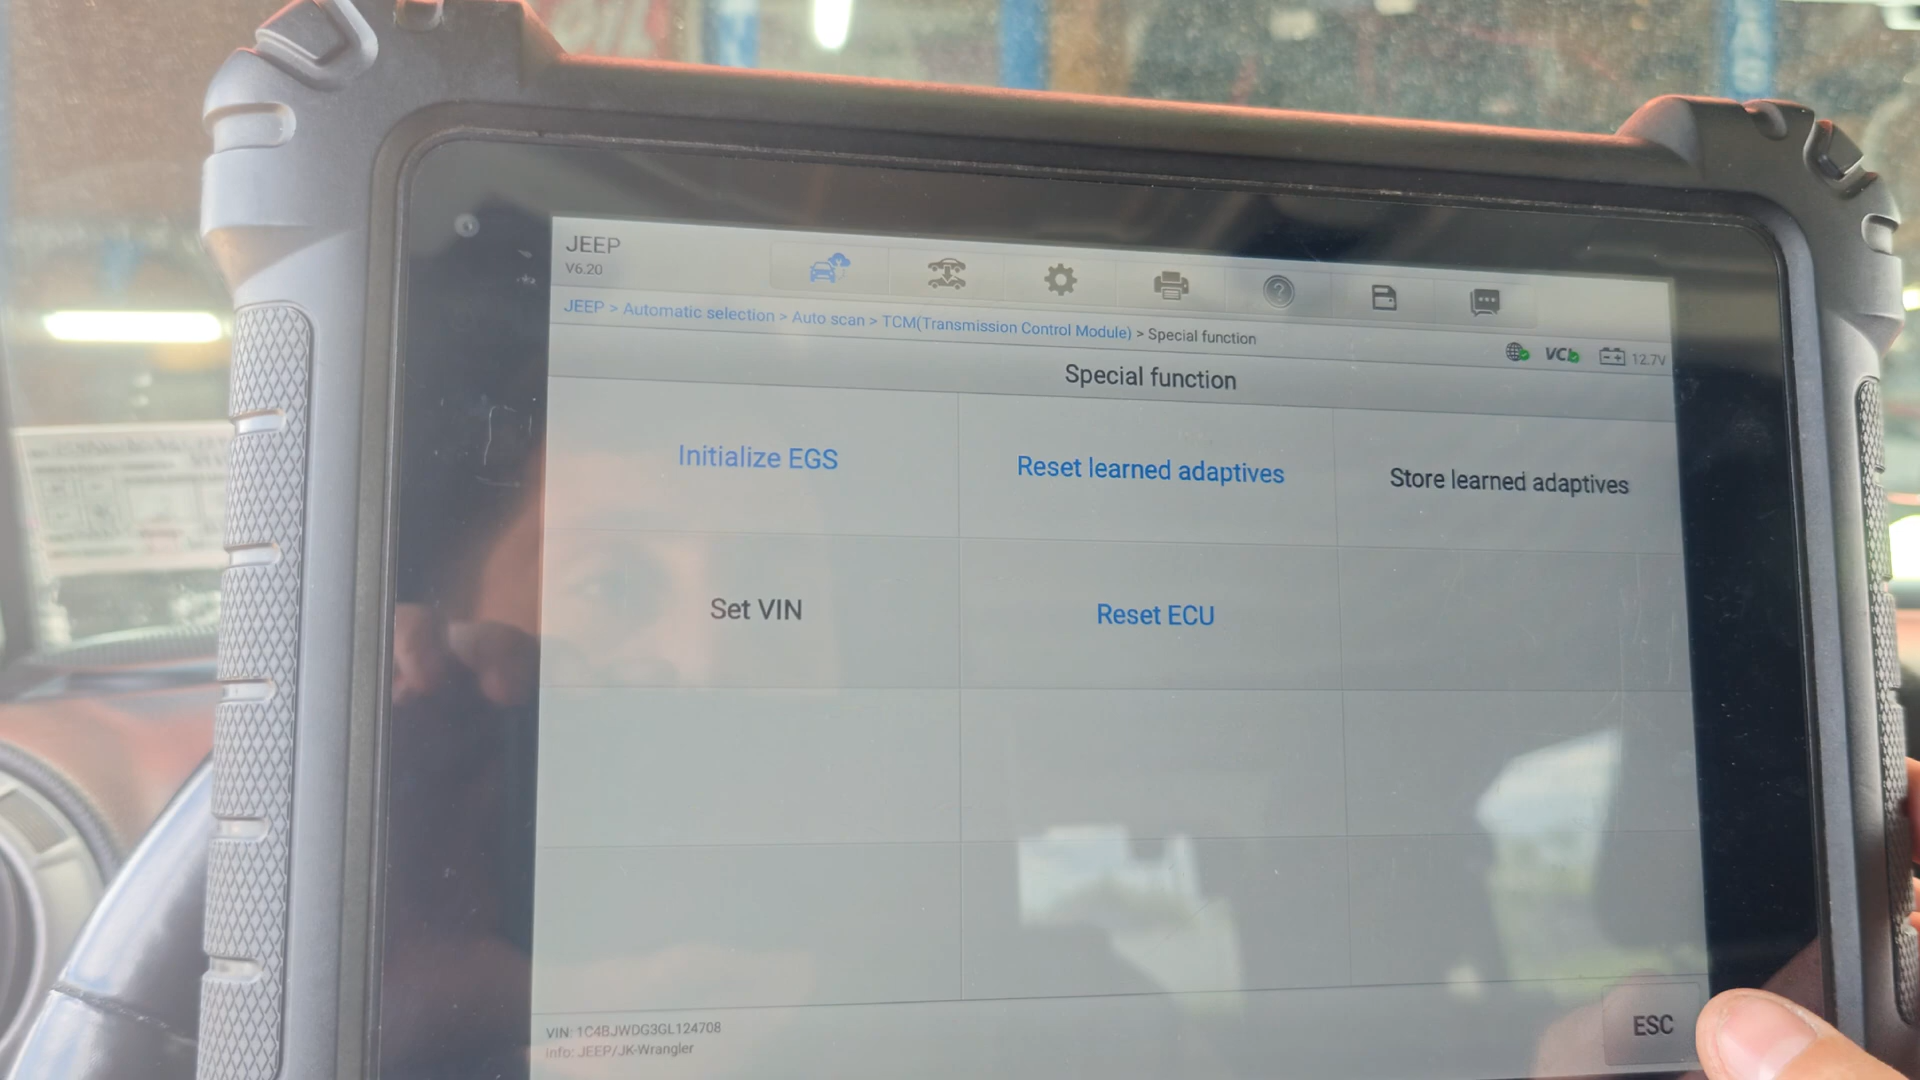 JEEP
V6.20
JEEP > Automatic selection > Auto scan > TCM(Transmission Control Module) > Special function
VCI
12.7V
Special function
Initialize EGS
Reset learned adaptives
Store learned adaptives
Set VIN
Reset ECU
VIN: 1C4BJWDG3GL124708
Info: JEEP/JK-Wrangler
ESC